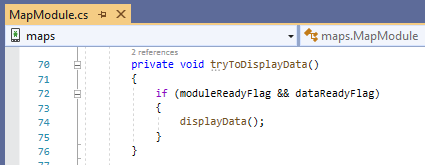 MapModule.cs
maps
maps.MapModule
2 references
70 private void tryToDisplayData()
71 {
72 if (moduleReadyFlag && dataReadyFlag)
73 {
74 displayData();
75 }
76 }